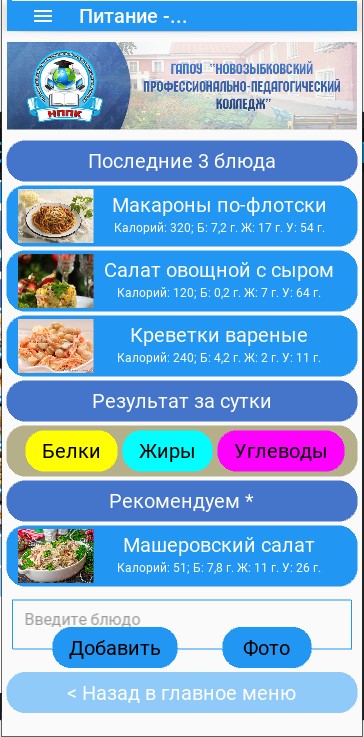 Питание -...
ГАПОУ "НОВОЗЫБКОВСКИЙ
ПРОФЕССИОНАЛЬНО-ПЕДАГОГИЧЕСКИЙ
КОЛЛЕДЖ"
НППК
Последние 3 блюда
Макароны по-флотски
Калорий: 320; Б: 7,2 г. Ж: 17 г. У: 54 г.
Салат овощной с сыром
Калорий: 120; Б: 0,2 г. Ж: 7 г. У: 64 г.
Креветки вареные
Калорий: 240; Б: 4,2 г. Ж: 2 г. У: 11 г.
Результат за сутки
Белки Жиры Углеводы
Рекомендуем *
Машеровский салат
Калорий: 51; Б: 7,8 г. Ж: 11 г. У: 26 г.
Введите блюдо
Добавить Фото
< Назад в главное меню